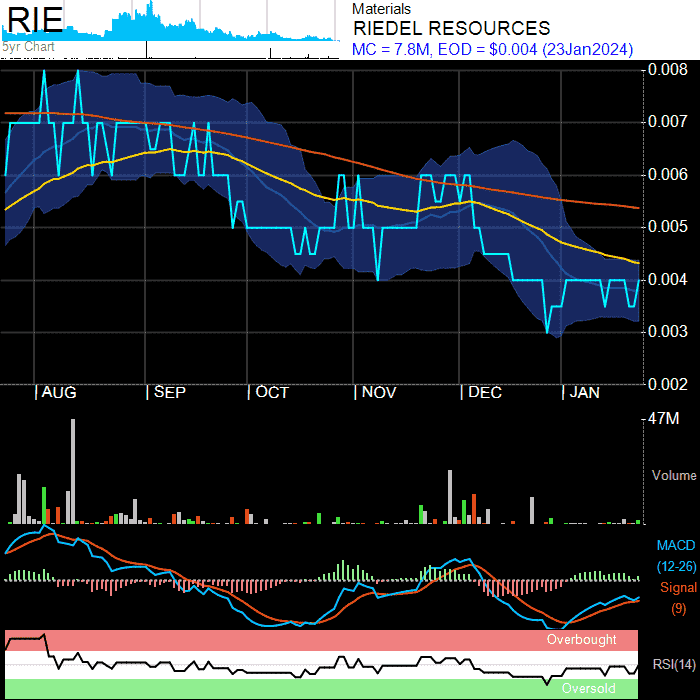 RIE
5yr Chart
Materials
RIEDEL RESOURCES
MC = 7.8M, EOD = $0.004 (23Jan2024)
0.008
0.007
0.006
0.005
0.004
0.003
0.002
| AUG | SEP | OCT | NOV | DEC | JAN
47M
Volume
MACD
(12-26)
Signal
(9)
Overbought
RSI(14)
Oversold